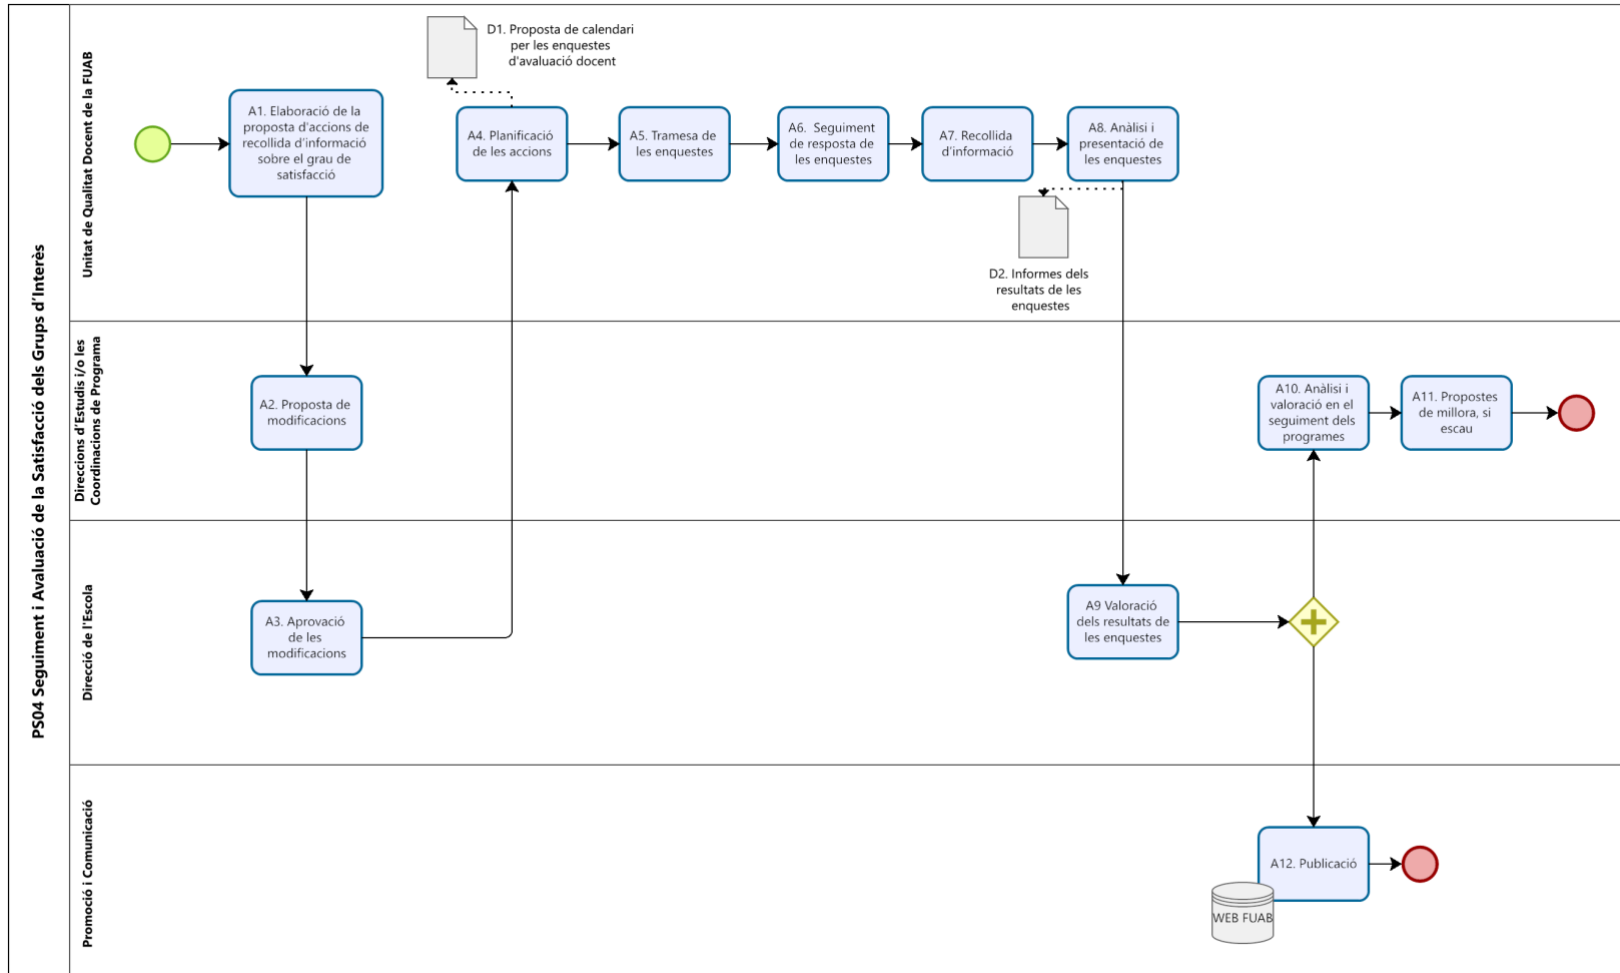 PS04 Seguiment i Avaluació de la Satisfacció dels Grups d'Interès
Unitat de Qualitat Docent de la FUAB
D1. Proposta de calendari
per les enquestes
d'avaluació docent
A1. Elaboració de la
proposta d'accions de
recollida d'informació
sobre el grau de
satisfacció
A4. Planificació
de les accions
A5. Tramesa de
les enquestes
A6. Seguiment
de resposta de
les enquestes
A7. Recollida
d'informació
A8. Anàlisi i
presentació de
les enquestes
D2. Informes dels
resultats de les
enquestes
Direccions d'Estudis i/o les
Coordinacions de Programa
A2. Proposta de
modificacions
A10. Anàlisi i
valoració en el
seguiment dels
programes
A11. Propostes
de millora, si
escau
Direcció de l'Escola
A3. Aprovació
de les
modificacions
A9 Valoració
dels resultats de
les enquestes
Promoció i Comunicació
A12. Publicació
WEB FUAB